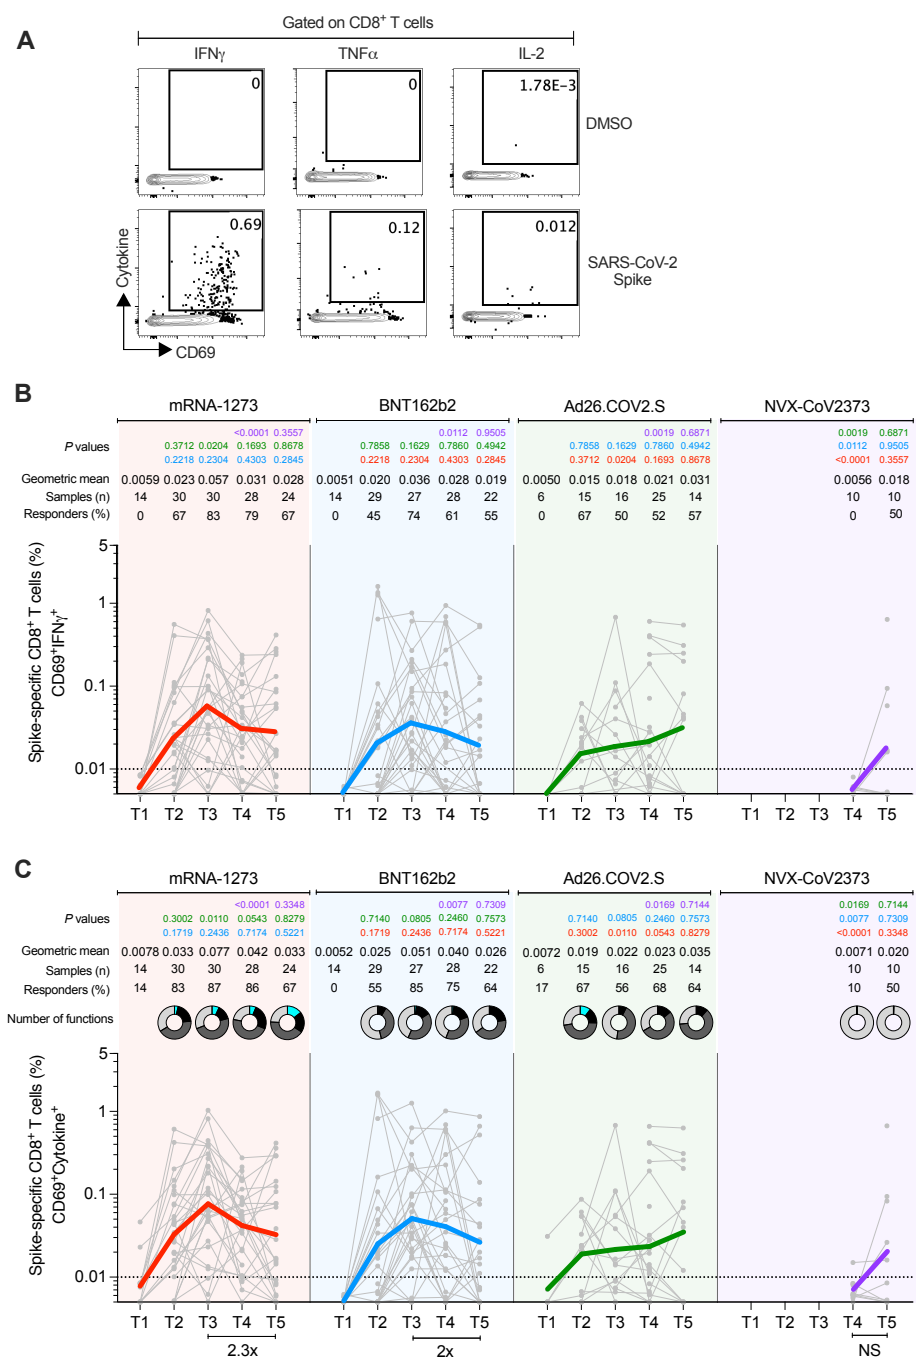 A
Gated on CD8+ T cells
IFNγ TNFα IL-2
0 0 1.78E-3
DMSO
0.69 0.12 0.012
SARS-CoV-2
Spike
Cytokine
CD69
B
mRNA-1273 BNT162b2 Ad26.COV2.S NVX-CoV2373
<0.0001 0.3557 0.0112 0.9505 0.0019 0.6871 0.0019 0.6871
P values 0.3712 0.0204 0.1693 0.8678 0.7858 0.1629 0.7860 0.4942 0.7858 0.1629 0.7860 0.4942 0.0112 0.9505
0.2218 0.2304 0.4303 0.2845 0.2218 0.2304 0.4303 0.2845 0.3712 0.0204 0.1693 0.8678 <0.0001 0.3557
Geometric mean 0.0059 0.023 0.057 0.031 0.028 0.0051 0.020 0.036 0.028 0.019 0.0050 0.015 0.018 0.021 0.031 0.0056 0.018
Samples (n) 14 30 30 28 24 14 29 27 28 22 6 15 16 25 14 10 10
Responders (%) 0 67 83 79 67 0 45 74 61 55 0 67 50 52 57 0 50
Spike-specific CD8+ T cells (%)
CD69+IFNγ+
5
1
0.1
0.01
T1 T2 T3 T4 T5 T1 T2 T3 T4 T5 T1 T2 T3 T4 T5 T1 T2 T3 T4 T5
C
mRNA-1273 BNT162b2 Ad26.COV2.S NVX-CoV2373
<0.0001 0.3348 0.0077 0.7309 0.0169 0.7144 0.0169 0.7144
P values 0.3002 0.0110 0.0543 0.8279 0.7140 0.0805 0.2460 0.7573 0.7140 0.0805 0.2460 0.7573 0.0077 0.7309
0.1719 0.2436 0.7174 0.5221 0.1719 0.2436 0.7174 0.5221 0.3002 0.0110 0.0543 0.8279 <0.0001 0.3348
Geometric mean 0.0078 0.033 0.077 0.042 0.033 0.0052 0.025 0.051 0.040 0.026 0.0072 0.019 0.022 0.023 0.035 0.0071 0.020
Samples (n) 14 30 30 28 24 14 29 27 28 22 6 15 16 25 14 10 10
Responders (%) 14 83 87 86 67 0 55 85 75 64 17 67 56 68 64 10 50
Number of functions
Spike-specific CD8+ T cells (%)
CD69+Cytokine+
5
1
0.1
0.01
T1 T2 T3 T4 T5 T1 T2 T3 T4 T5 T1 T2 T3 T4 T5 T1 T2 T3 T4 T5
2.3x 2x NS